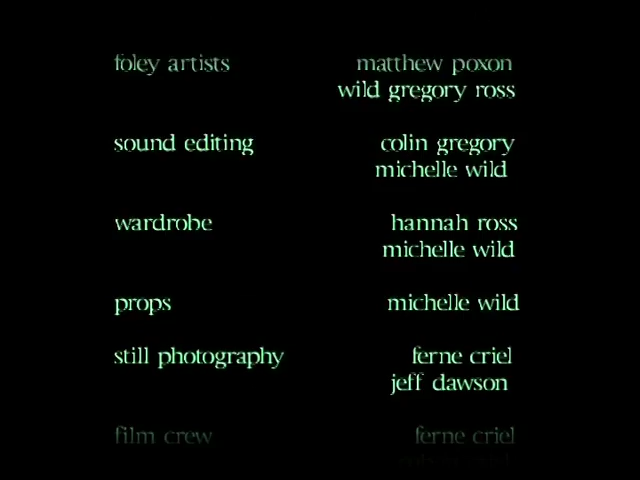 foley artists matthew poxon
wild gregory ross
sound editing colin gregory
michelle wild
wardrobe hannah ross
michelle wild
props michelle wild
still photography ferne criel
jeff dawson
film crew ferne criel